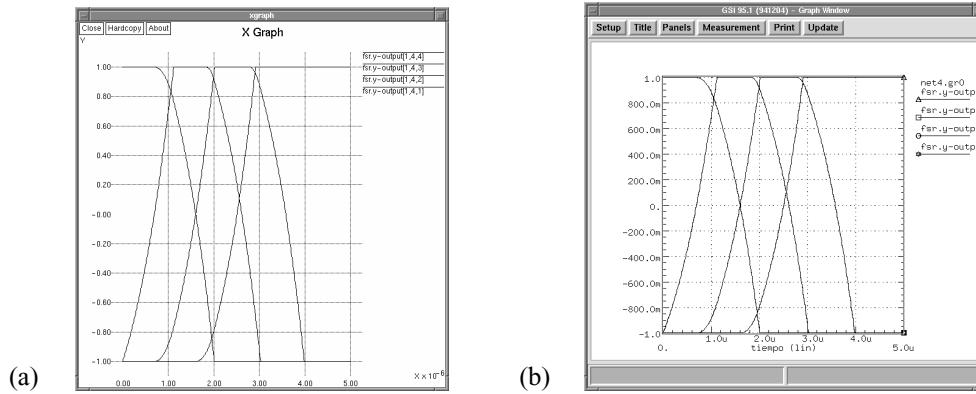 xgraph
Close Hardcopy About
X Graph
Y
fsr.y-output[1,4,4]
fsr.y-output[1,4,3]
fsr.y-output[1,4,2]
fsr.y-output[1,4,1]
1.00
0.80
0.60
0.40
0.20
-0.00
-0.20
-0.40
-0.60
-0.80
-1.00
0.00 1.00 2.00 3.00 4.00 5.00
X x 10-6
(a)
GSI 95.1 (941204) - Graph Window
Setup Title Panels Measurement Print Update
net4.gr0
fsr.y-outp
fsr.y-outp
fsr.y-outp
fsr.y-outp
1.0
800.0m
600.0m
400.0m
200.0m
0.
-200.0m
-400.0m
-600.0m
-800.0m
-1.0
0. 1.0u 2.0u 3.0u 4.0u 5.0u
tiempo (lin)
(b)